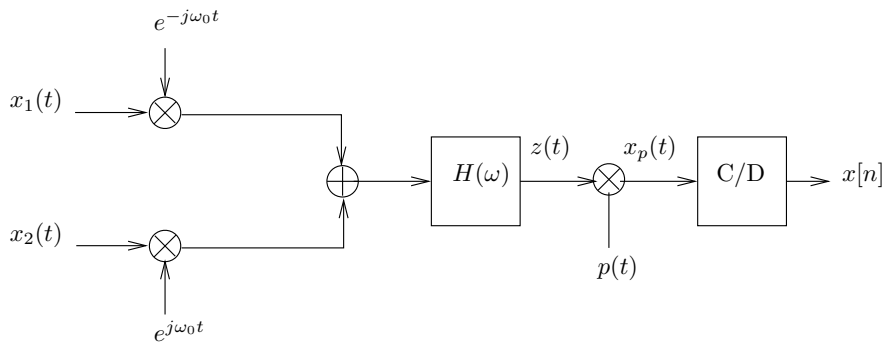 e^{-jω₀t}
x₁(t)
H(ω)
z(t)
x_p(t)
C/D
x[n]
x₂(t)
p(t)
e^{jω₀t}